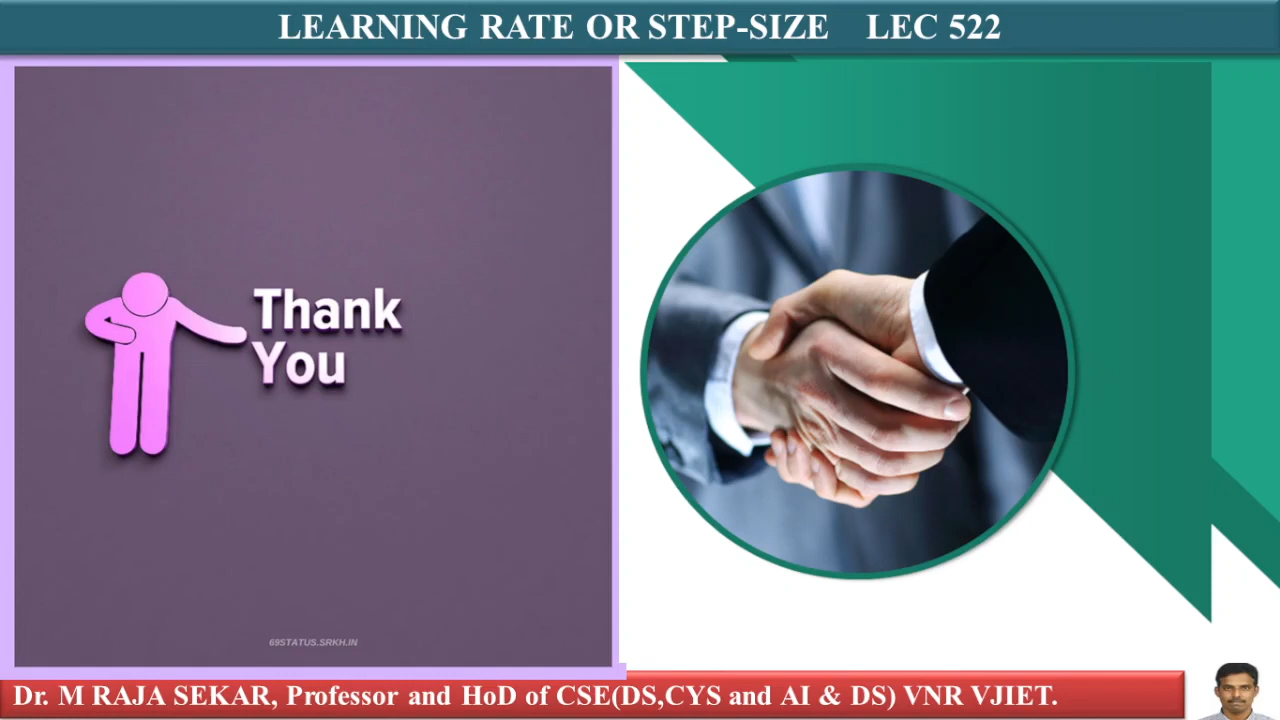 LEARNING RATE OR STEP-SIZE LEC 522
Thank
You
69STATUS.SRKH.IN
Dr. M RAJA SEKAR, Professor and HoD of CSE(DS,CYS and AI & DS) VNR VJIET.